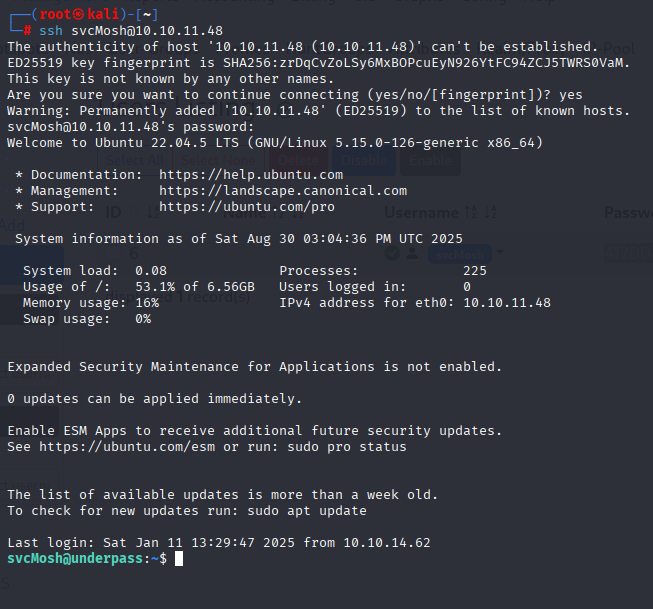 ┌──(root㉿kali)-[~]
└─# ssh svcMosh@10.10.11.48
The authenticity of host '10.10.11.48 (10.10.11.48)' can't be established.
ED25519 key fingerprint is SHA256:zrDqCvZoLSy6MxBOPcuEyN926YtFC94ZCJ5TWRS0VaM.
This key is not known by any other names.
Are you sure you want to continue connecting (yes/no/[fingerprint])? yes
Warning: Permanently added '10.10.11.48' (ED25519) to the list of known hosts.
svcMosh@10.10.11.48's password:
Welcome to Ubuntu 22.04.5 LTS (GNU/Linux 5.15.0-126-generic x86_64)
* Documentation:  https://help.ubuntu.com
* Management:     https://landscape.canonical.com
* Support:        https://ubuntu.com/pro
System information as of Sat Aug 30 03:04:36 PM UTC 2025
System load:  0.08               Processes:             225
Usage of /:   53.1% of 6.56GB   Users logged in:       0
Memory usage: 16%               IPv4 address for eth0: 10.10.11.48
Swap usage:   0%
Expanded Security Maintenance for Applications is not enabled.
0 updates can be applied immediately.
Enable ESM Apps to receive additional future security updates.
See https://ubuntu.com/esm or run: sudo pro status
The list of available updates is more than a week old.
To check for new updates run: sudo apt update
Last login: Sat Jan 11 13:29:47 2025 from 10.10.14.62
svcMosh@underpass:~$